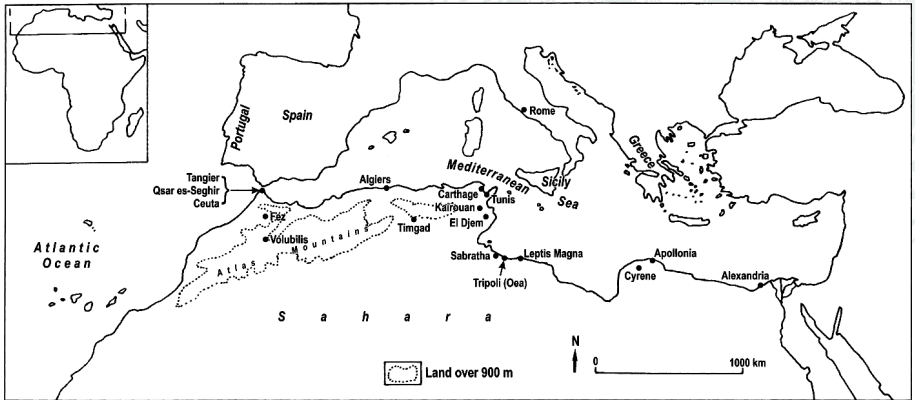 Portugal
Spain
Rome
Greece
Mediterranean
Sea
Sicily
Tangier
Qsar es-Seghir
Ceuta
Algiers
Carthage
Tunis
Kairouan
El Djem
Fez
Volubilis
Timgad
Atlas Mountains
Atlantic
Ocean
Sabratha
Leptis Magna
Tripoli (Oea)
Apollonia
Cyrene
Alexandria
Sahara
N
0 1000 km
Land over 900 m